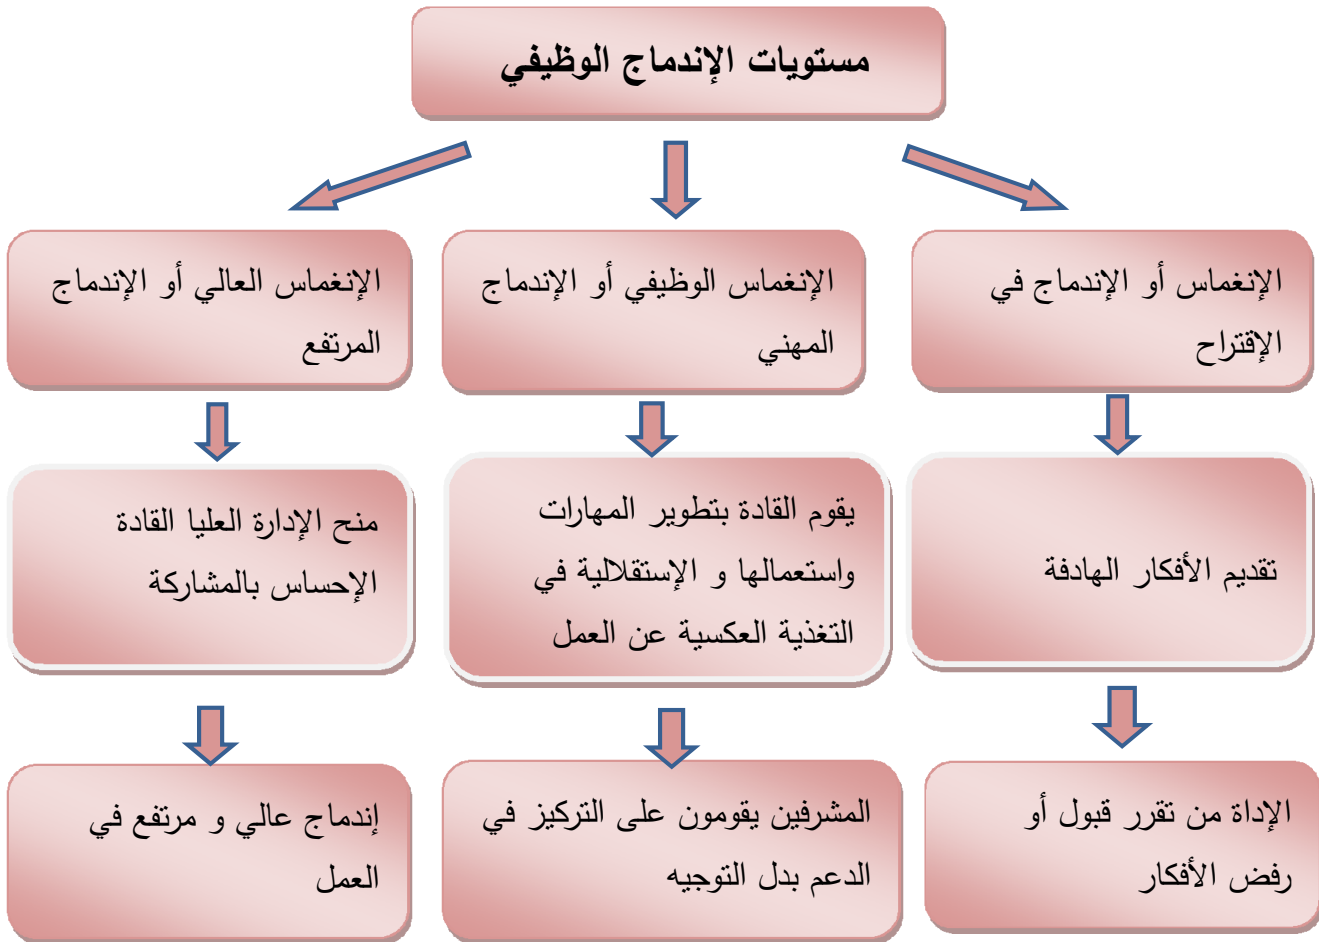 مستويات الإندماج الوظيفي
الإنغماس أو الإندماج في
الإقتراح
الإنغماس الوظيفي أو الإندماج
المهني
الإنغماس العالي أو الإندماج
المرتفع
تقديم الأفكار الهادفة
يقوم القادة بتطوير المهارات
واستعمالها و الإستقلالية في
التغذية العكسية عن العمل
منح الإدارة العليا القادة
الإحساس بالمشاركة
الإداة من تقرر قبول أو
رفض الأفكار
المشرفين يقومون على التركيز في
الدعم بدل التوجيه
إندماج عالي و مرتفع في
العمل